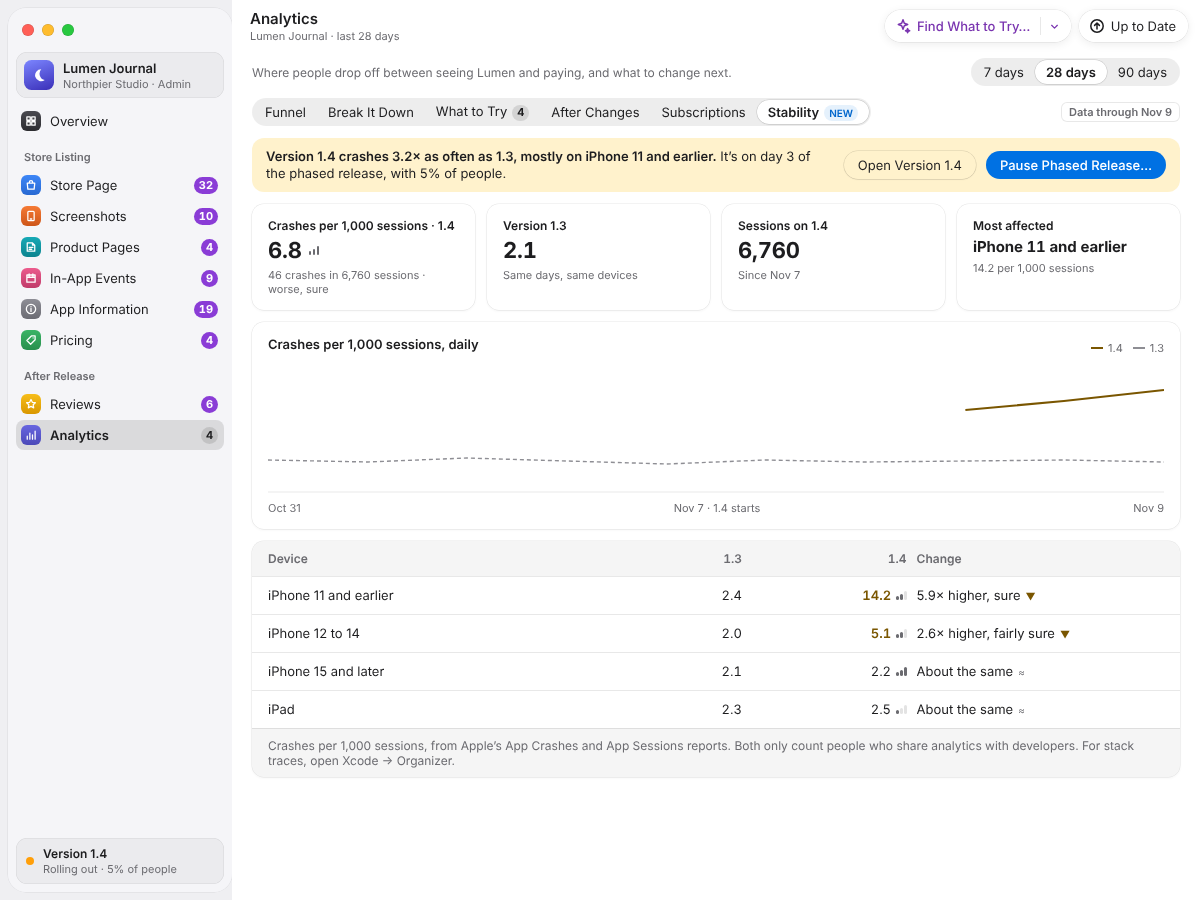 Lumen Journal
Northpier Studio · Admin
Overview
Store Listing
Store Page 32
Screenshots 10
Product Pages 4
In-App Events 9
App Information 19
Pricing 4
After Release
Reviews 6
Analytics 4
Version 1.4
Rolling out · 5% of people
Analytics
Lumen Journal · last 28 days
Find What to Try...
Up to Date
Where people drop off between seeing Lumen and paying, and what to change next.
7 days 28 days 90 days
Funnel Break It Down What to Try 4 After Changes Subscriptions Stability NEW
Data through Nov 9
Version 1.4 crashes 3.2× as often as 1.3, mostly on iPhone 11 and earlier. It's on day 3 of
the phased release, with 5% of people.
Open Version 1.4
Pause Phased Release...
Crashes per 1,000 sessions · 1.4
6.8
46 crashes in 6,760 sessions ·
worse, sure
Version 1.3
2.1
Same days, same devices
Sessions on 1.4
6,760
Since Nov 7
Most affected
iPhone 11 and earlier
14.2 per 1,000 sessions
Crashes per 1,000 sessions, daily
1.4 1.3
Oct 31 Nov 7 · 1.4 starts Nov 9
Device 1.3 1.4 Change
iPhone 11 and earlier 2.4 14.2 5.9× higher, sure ▼
iPhone 12 to 14 2.0 5.1 2.6× higher, fairly sure ▼
iPhone 15 and later 2.1 2.2 About the same ≈
iPad 2.3 2.5 About the same ≈
Crashes per 1,000 sessions, from Apple's App Crashes and App Sessions reports. Both only count people who share analytics with developers. For stack
traces, open Xcode → Organizer.